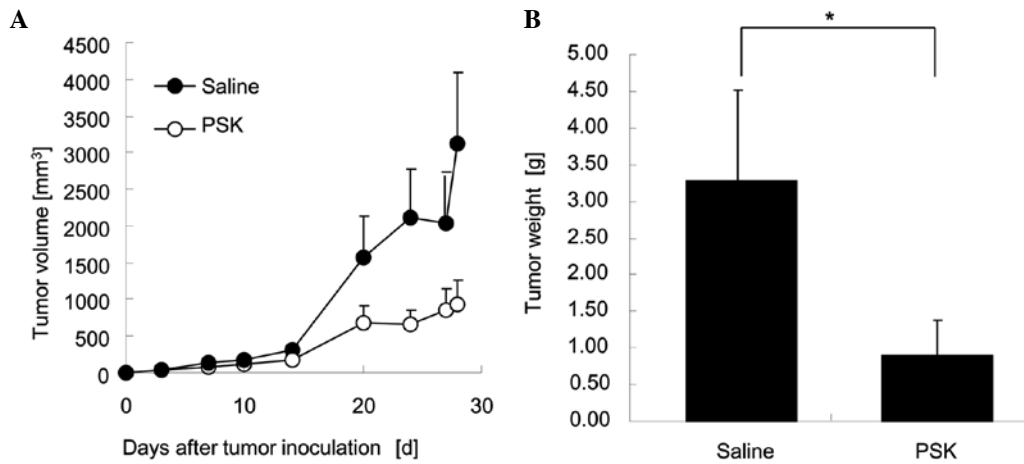 A
Tumor volume [mm³]
4500
4000
3500
3000
2500
2000
1500
1000
500
0
Saline
PSK
0 10 20 30
Days after tumor inoculation [d]
B
*
Tumor weight [g]
5.00
4.50
4.00
3.50
3.00
2.50
2.00
1.50
1.00
0.50
0.00
Saline PSK